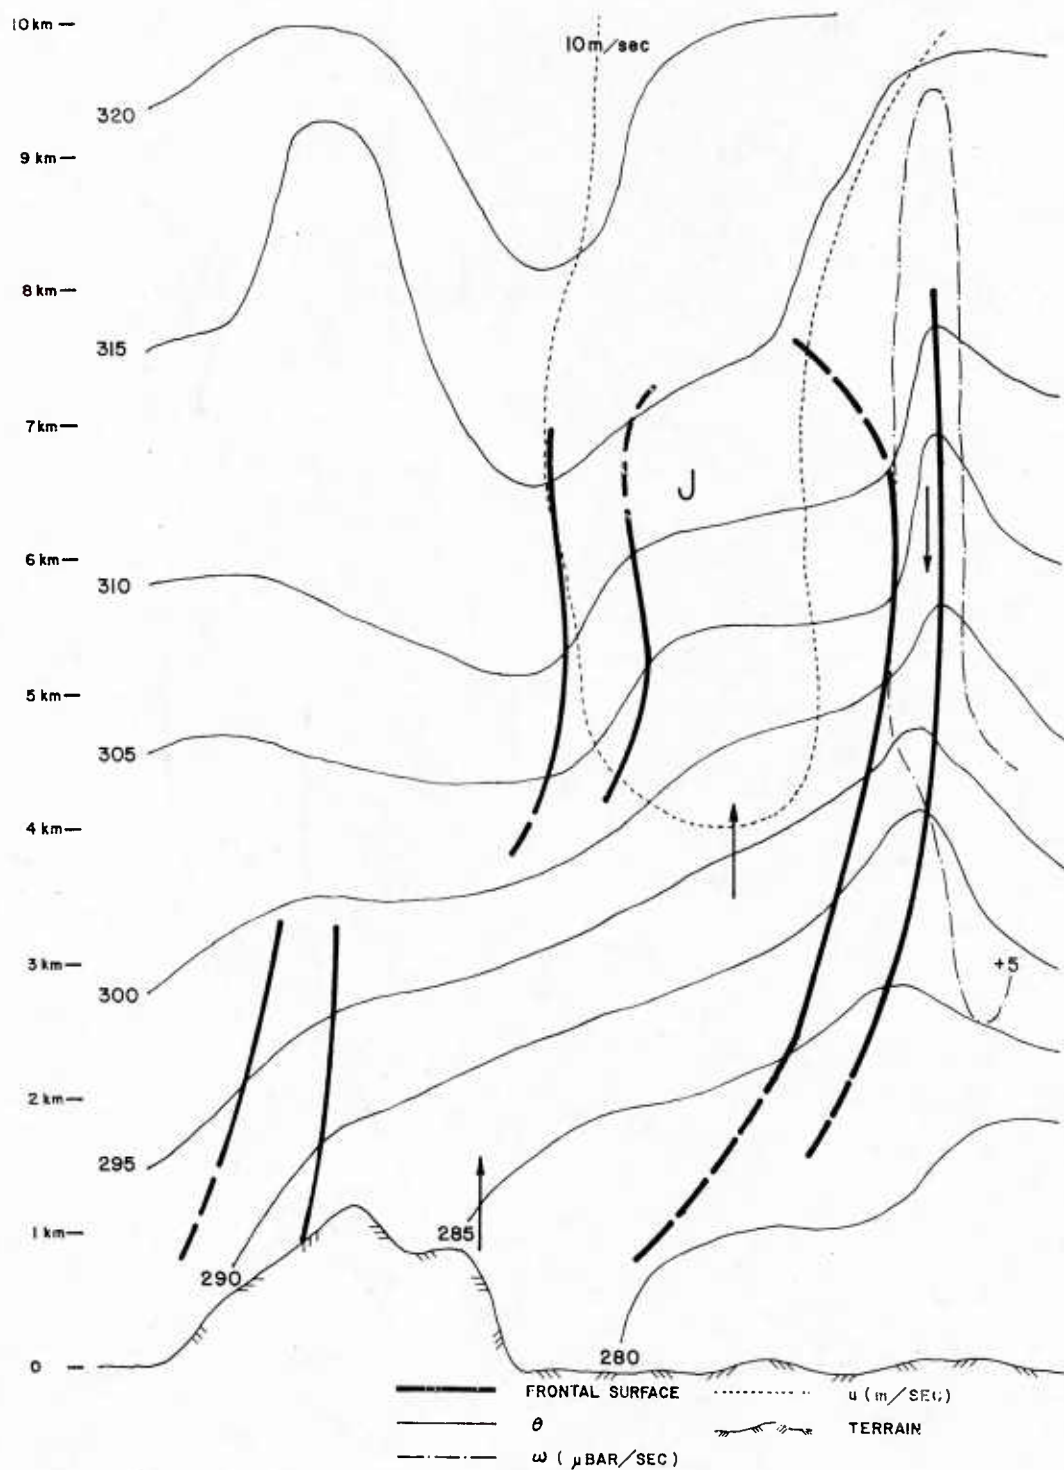 10 km
10 m/sec
320
9 km
8 km
315
7 km
J
6 km
310
5 km
305
4 km
3 km
+5
300
2 km
295
1 km
285
290
0
280
FRONTAL SURFACE
u (m/SEC)
θ
TERRAIN
ω ( μBAR/SEC)